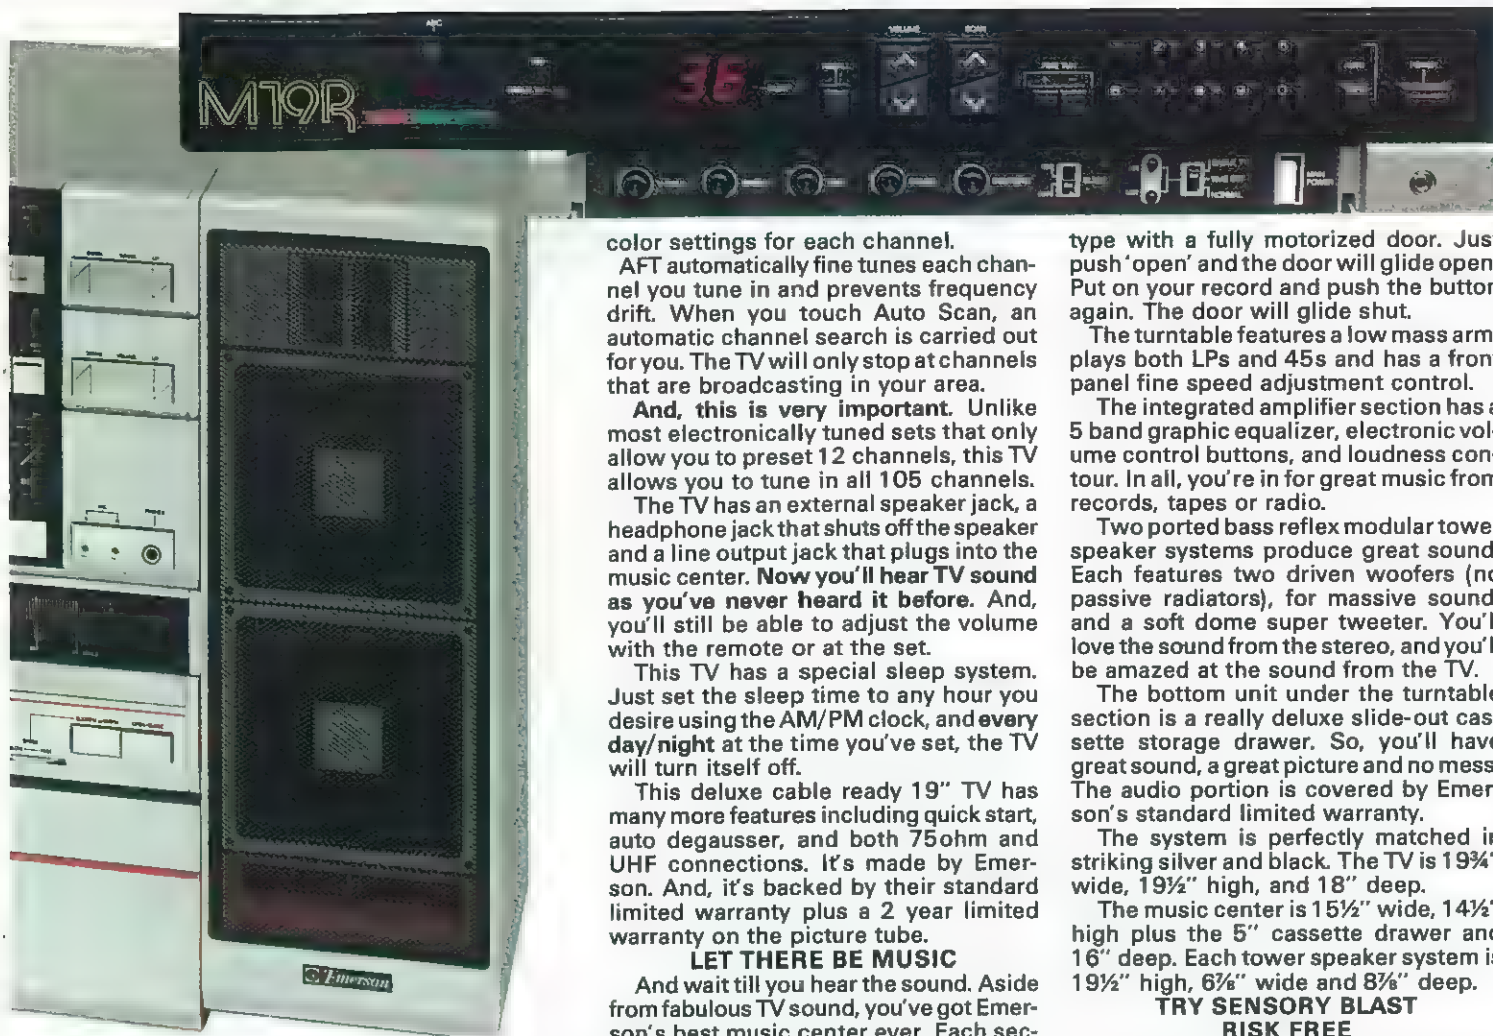 AFC
VOLUME
SCAN
M19R
36
MAIN
POWER
NORMAL
Emerson
color settings for each channel.
AFT automatically fine tunes each chan-
nel you tune in and prevents frequency
drift. When you touch Auto Scan, an
automatic channel search is carried out
for you. The TV will only stop at channels
that are broadcasting in your area.
And, this is very important. Unlike
most electronically tuned sets that only
allow you to preset 12 channels, this TV
allows you to tune in all 105 channels.
The TV has an external speaker jack, a
headphone jack that shuts off the speaker
and a line output jack that plugs into the
music center. Now you'll hear TV sound
as you've never heard it before. And,
you'll still be able to adjust the volume
with the remote or at the set.
This TV has a special sleep system.
Just set the sleep time to any hour you
desire using the AM/PM clock, and every
day/night at the time you've set, the TV
will turn itself off.
This deluxe cable ready 19" TV has
many more features including quick start,
auto degausser, and both 75ohm and
UHF connections. It's made by Emer-
son. And, it's backed by their standard
limited warranty plus a 2 year limited
warranty on the picture tube.
LET THERE BE MUSIC
And wait till you hear the sound. Aside
from fabulous TV sound, you've got Emer-
son's best music center ever. Each sec-
type with a fully motorized door. Jus
push 'open' and the door will glide open
Put on your record and push the button
again. The door will glide shut.
The turntable features a low mass arm
plays both LPs and 45s and has a front
panel fine speed adjustment control.
The integrated amplifier section has a
5 band graphic equalizer, electronic vol-
ume control buttons, and loudness con-
tour. In all, you're in for great music from
records, tapes or radio.
Two ported bass reflex modular towe
speaker systems produce great sound
Each features two driven woofers (no
passive radiators), for massive sound
and a soft dome super tweeter. You'l
love the sound from the stereo, and you'l
be amazed at the sound from the TV.
The bottom unit under the turntable
section is a really deluxe slide-out cas
sette storage drawer. So, you'll have
great sound, a great picture and no mess
The audio portion is covered by Emer
son's standard limited warranty.
The system is perfectly matched in
striking silver and black. The TV is 19¾"
wide, 19½" high, and 18" deep.
The music center is 15½" wide, 14½"
high plus the 5" cassette drawer and
16" deep. Each tower speaker system is
19½" high, 6⅞" wide and 8⅞" deep.
TRY SENSORY BLAST
RISK FREE